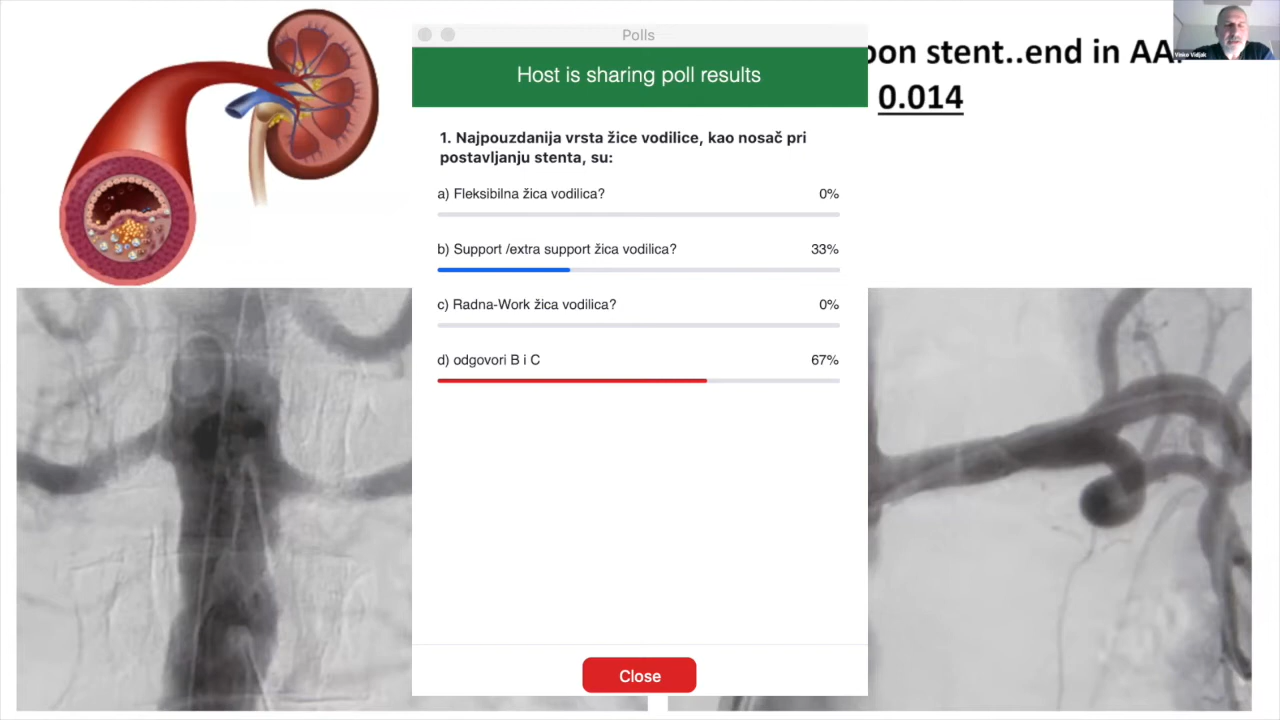 Polls
Host is sharing poll results
oon stent..end in AA.
0.014
Vinko Vidjak
1. Najpouzdanija vrsta žice vodilice, kao nosač pri
postavljanju stenta, su:
a) Fleksibilna žica vodilica? 0%
b) Support /extra support žica vodilica? 33%
c) Radna-Work žica vodilica? 0%
d) odgovori B i C 67%
Close